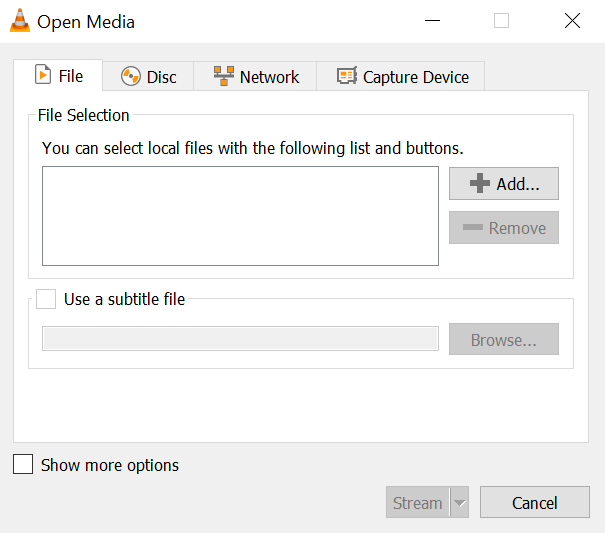 Open Media
File Disc Network Capture Device
File Selection
You can select local files with the following list and buttons.
Add...
Remove
Use a subtitle file
Browse...
Show more options
Stream Cancel